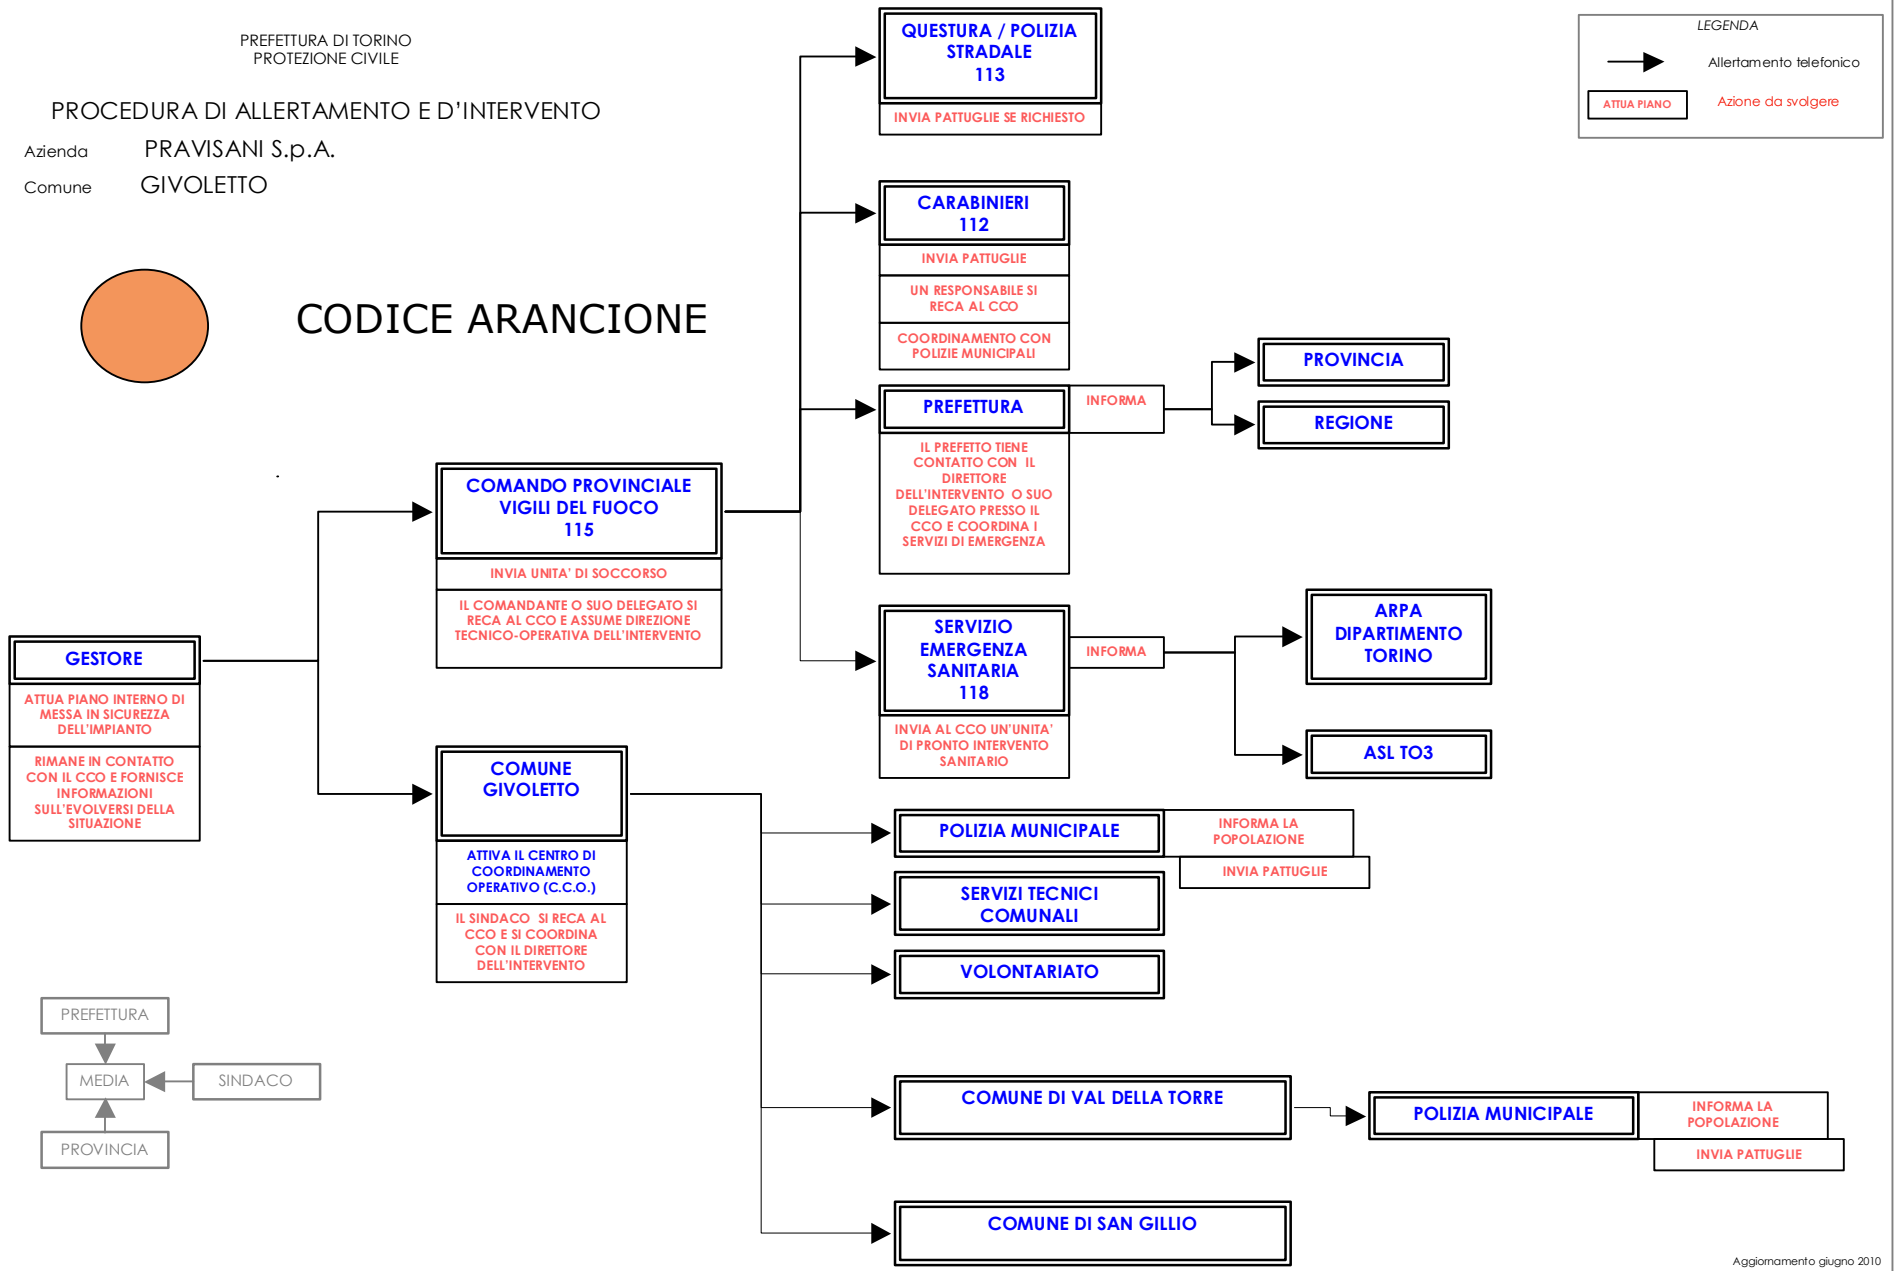 PREFETTURA DI TORINO
PROTEZIONE CIVILE
PROCEDURA DI ALLERTAMENTO E D'INTERVENTO
Azienda PRAVISANI S.p.A.
Comune GIVOLETTO
CODICE ARANCIONE
LEGENDA
Allertamento telefonico
ATTUA PIANO Azione da svolgere
GESTORE
ATTUA PIANO INTERNO DI
MESSA IN SICUREZZA
DELL'IMPIANTO
RIMANE IN CONTATTO
CON IL CCO E FORNISCE
INFORMAZIONI
SULL'EVOLVERSI DELLA
SITUAZIONE
COMANDO PROVINCIALE
VIGILI DEL FUOCO
115
INVIA UNITA' DI SOCCORSO
IL COMANDANTE O SUO DELEGATO SI
RECA AL CCO E ASSUME DIREZIONE
TECNICO-OPERATIVA DELL'INTERVENTO
COMUNE
GIVOLETTO
ATTIVA IL CENTRO DI
COORDINAMENTO
OPERATIVO (C.C.O.)
IL SINDACO SI RECA AL
CCO E SI COORDINA
CON IL DIRETTORE
DELL'INTERVENTO
QUESTURA / POLIZIA
STRADALE
113
INVIA PATTUGLIE SE RICHIESTO
CARABINIERI
112
INVIA PATTUGLIE
UN RESPONSABILE SI
RECA AL CCO
COORDINAMENTO CON
POLIZIE MUNICIPALI
PREFETTURA
INFORMA
IL PREFETTO TIENE
CONTATTO CON IL
DIRETTORE
DELL'INTERVENTO O SUO
DELEGATO PRESSO IL
CCO E COORDINA I
SERVIZI DI EMERGENZA
PROVINCIA
REGIONE
SERVIZIO
EMERGENZA
SANITARIA
118
INFORMA
INVIA AL CCO UN'UNITA'
DI PRONTO INTERVENTO
SANITARIO
ARPA
DIPARTIMENTO
TORINO
ASL TO3
POLIZIA MUNICIPALE
INFORMA LA
POPOLAZIONE
INVIA PATTUGLIE
SERVIZI TECNICI
COMUNALI
VOLONTARIATO
COMUNE DI VAL DELLA TORRE
POLIZIA MUNICIPALE
INFORMA LA
POPOLAZIONE
INVIA PATTUGLIE
COMUNE DI SAN GILLIO
PREFETTURA
MEDIA
SINDACO
PROVINCIA
Aggiornamento giugno 2010